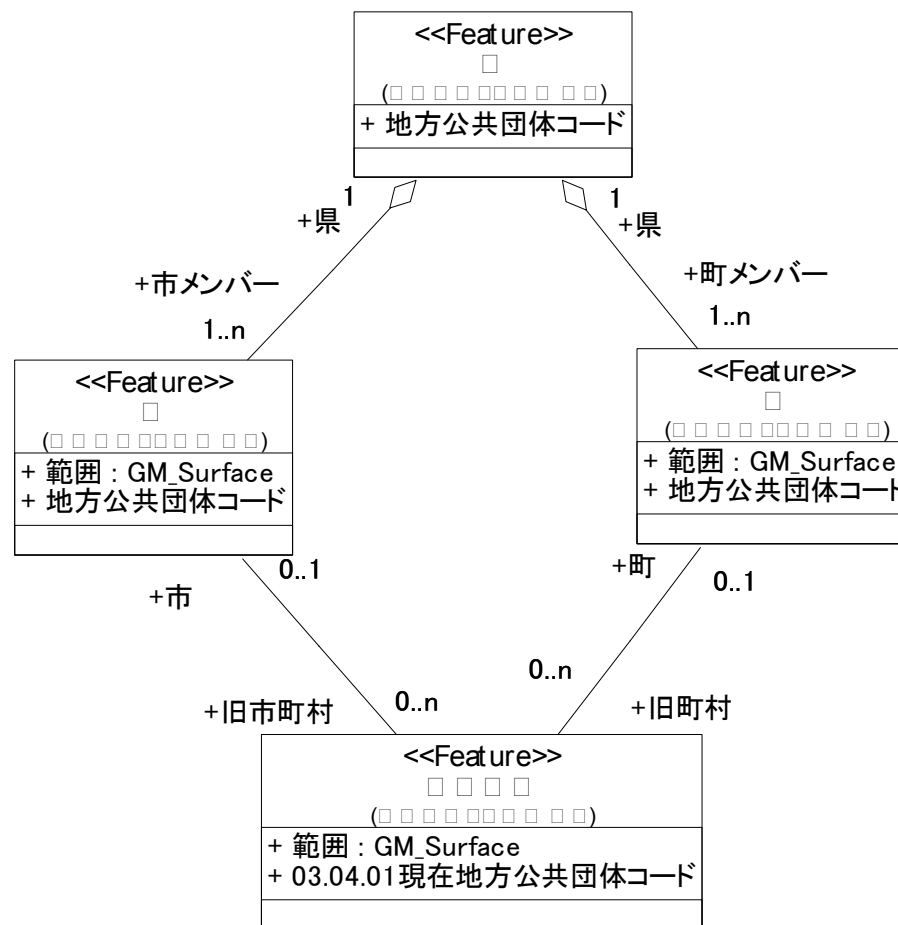 <<Feature>>
+ 地方公共団体コード
1
1
+県
+県
+市メンバー
+町メンバー
1..n
1..n
<<Feature>>
+ 範囲 : GM_Surface
+ 地方公共団体コード
<<Feature>>
+ 範囲 : GM_Surface
+ 地方公共団体コード
0..1
+市
+町
0..1
0..n
0..n
+旧市町村
+旧町村
<<Feature>>
+ 範囲 : GM_Surface
+ 03.04.01現在地方公共団体コード